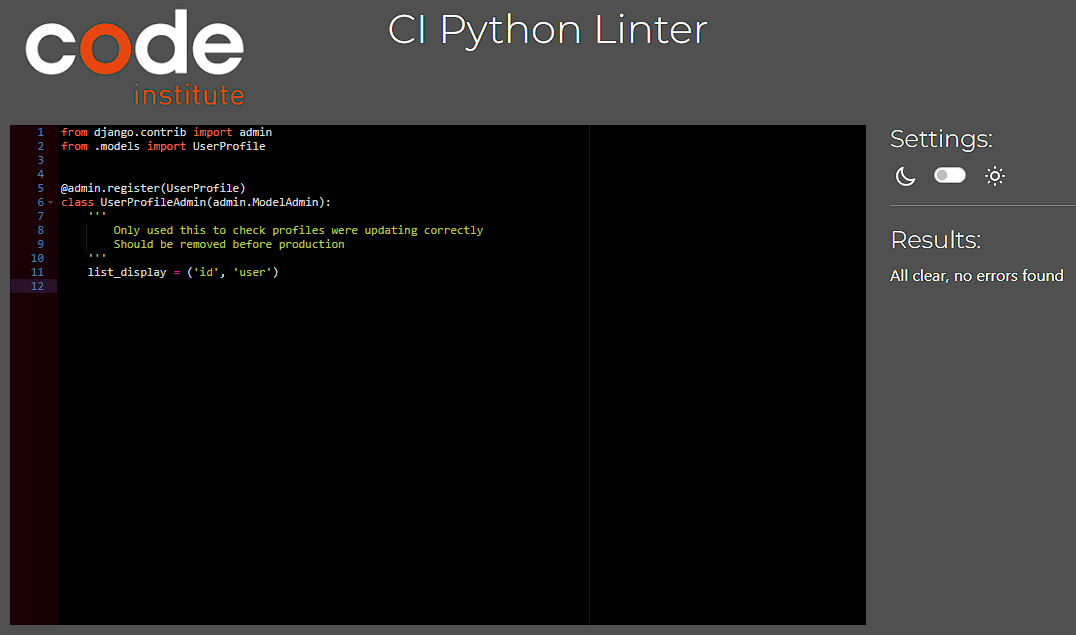 code
institute
CI Python Linter
1 from django.contrib import admin
2 from .models import UserProfile
3
4
5 @admin.register(UserProfile)
6 class UserProfileAdmin(admin.ModelAdmin):
7     '''
8         Only used this to check profiles were updating correctly
9         Should be removed before production
10     '''
11     list_display = ('id', 'user')
12
Settings:
Results:
All clear, no errors found